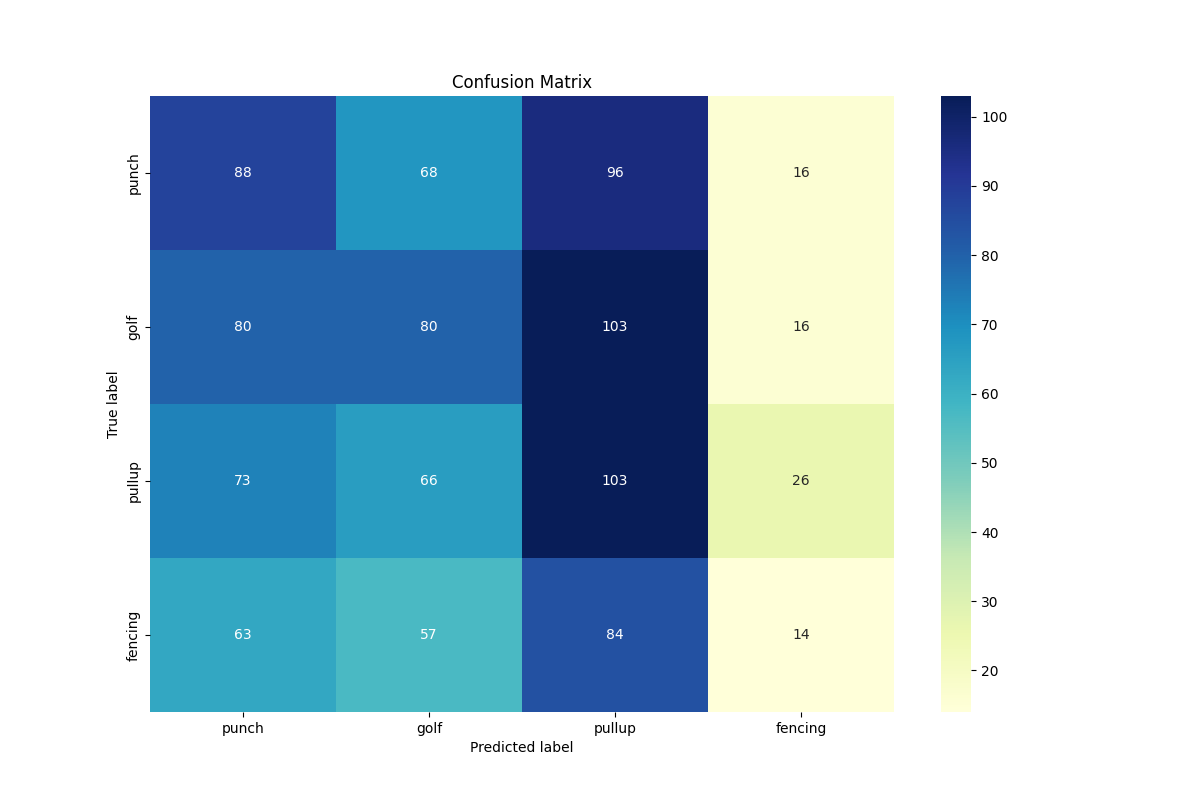 Confusion Matrix
punch 88 68 96 16
golf 80 80 103 16
pullup 73 66 103 26
fencing 63 57 84 14
True label
punch golf pullup fencing
Predicted label
100
90
80
70
60
50
40
30
20